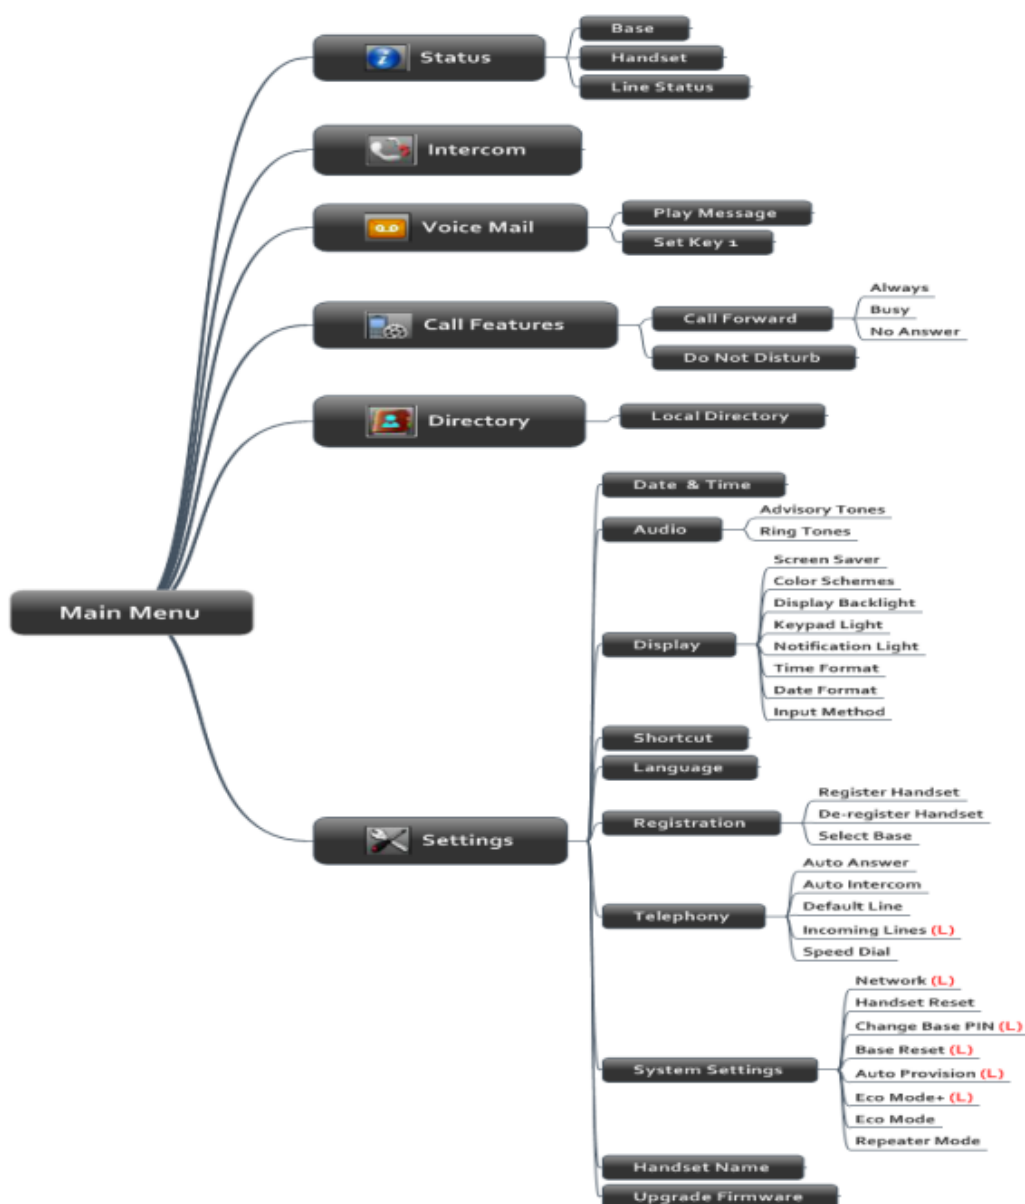 Main Menu
Status
Base
Handset
Line Status
Intercom
Voice Mail
Play Message
Set Key 1
Call Features
Call Forward
Always
Busy
No Answer
Do Not Disturb
Directory
Local Directory
Settings
Date & Time
Audio
Advisory Tones
Ring Tones
Display
Screen Saver
Color Schemes
Display Backlight
Keypad Light
Notification Light
Time Format
Date Format
Input Method
Shortcut
Language
Registration
Register Handset
De-register Handset
Select Base
Telephony
Auto Answer
Auto Intercom
Default Line
Incoming Lines (L)
Speed Dial
System Settings
Network (L)
Handset Reset
Change Base PIN (L)
Base Reset (L)
Auto Provision (L)
Eco Mode+ (L)
Eco Mode
Repeater Mode
Handset Name
Upgrade Firmware